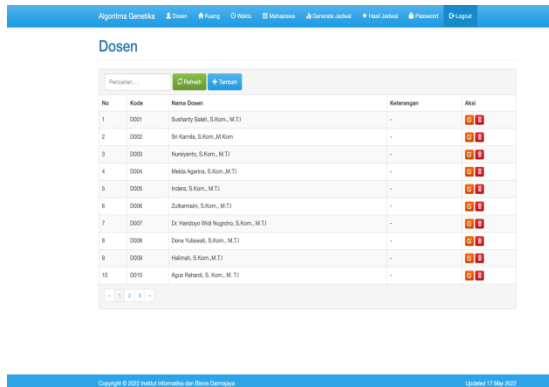 Algoritma Genetika Dosen Ruang Waktu Mahasiswa Generate Jadwal Hasil Jadwal Password Logout
Dosen
Pencarian. . . Refresh Tambah
No Kode Nama Dosen Keterangan Aksi
1 D001 Sushanty Saleh, S.Kom., M.T.I -
2 D002 Sri Karnila, S.Kom.,M.Kom -
3 D003 Nursiyanto, S.Kom., M.T.I -
4 D004 Melda Agarina, S.Kom.,M.T.I -
5 D005 Indera, S.Kom., M.T.I -
6 D006 Zulkarnaini, S.Kom., M.T.I -
7 D007 Dr. Handoyo Widi Nugroho, S.Kom., M.T.I -
8 D008 Dona Yuliawati, S.Kom., M.T.I -
9 D009 Halimah, S.Kom.,M.T.I -
10 D010 Agus Rahardi, S. Kom., M. T.I -
« 1 2 3 »
Copyright © 2022 Institut Informatika dan Bisnis Darmajaya Updated 17 May 2022